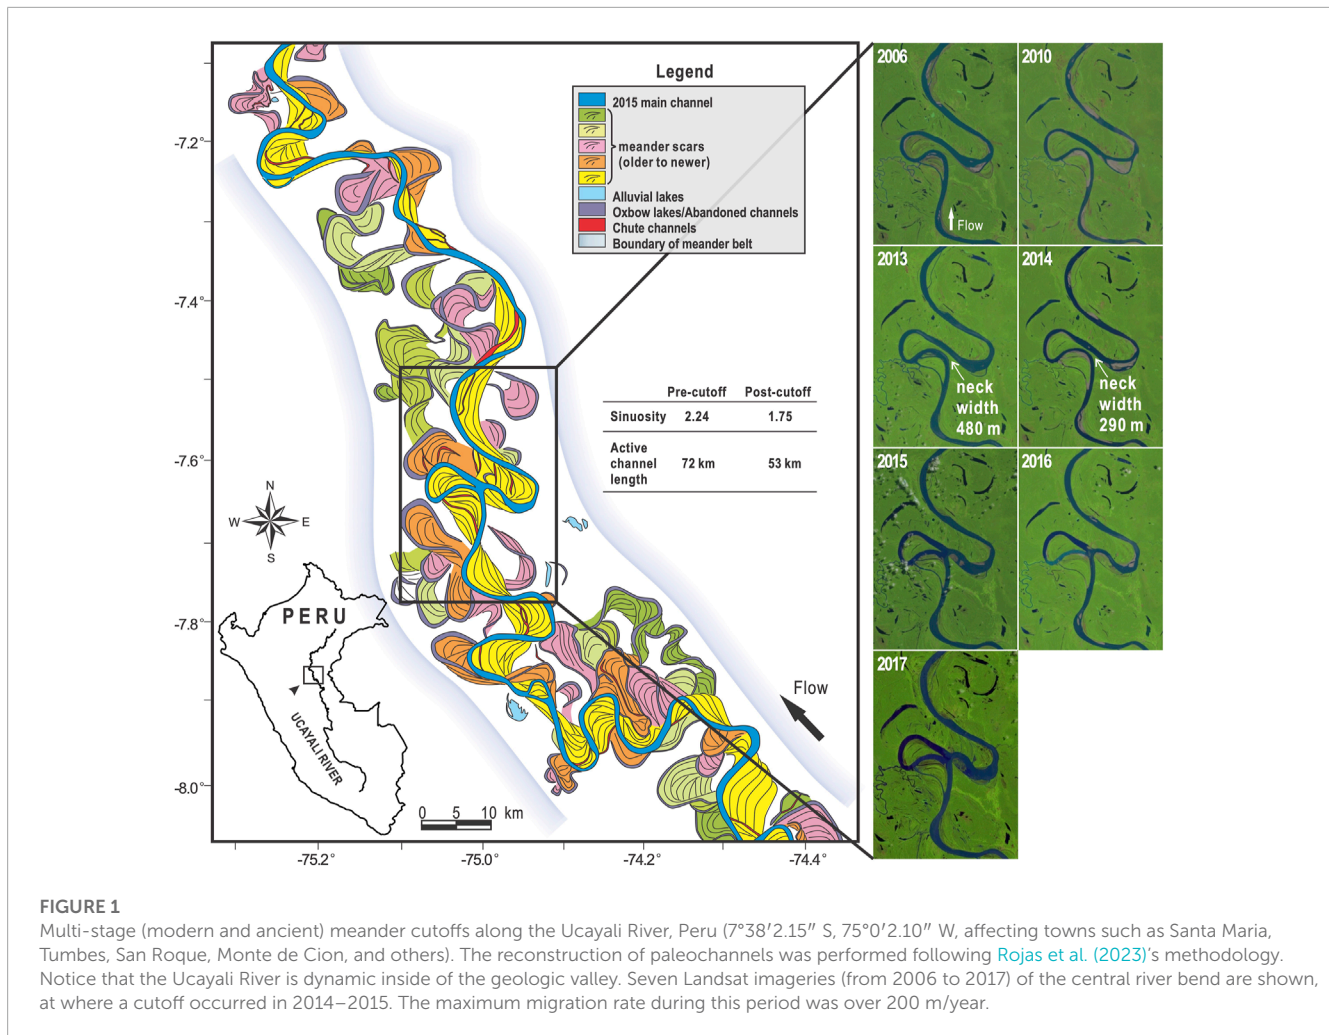 Legend
2015 main channel
meander scars
(older to newer)
Alluvial lakes
Oxbow lakes/Abandoned channels
Chute channels
Boundary of meander belt
-7.2°
-7.4°
-7.6°
-7.8°
-8.0°
-75.2°
-75.0°
-74.2°
-74.4°
Pre-cutoff Post-cutoff
Sinuosity 2.24 1.75
Active
channel
length
72 km 53 km
N
W E
S
PERU
UCAYALI RIVER
0 5 10 km
Flow
2006
Flow
2010
2013
neck
width
480 m
2014
neck
width
290 m
2015
2016
2017
FIGURE 1
Multi-stage (modern and ancient) meander cutoffs along the Ucayali River, Peru (7°38′2.15″ S, 75°0′2.10″ W, affecting towns such as Santa Maria,
Tumbes, San Roque, Monte de Cion, and others). The reconstruction of paleochannels was performed following Rojas et al. (2023)'s methodology.
Notice that the Ucayali River is dynamic inside of the geologic valley. Seven Landsat imageries (from 2006 to 2017) of the central river bend are shown,
at where a cutoff occurred in 2014–2015. The maximum migration rate during this period was over 200 m/year.